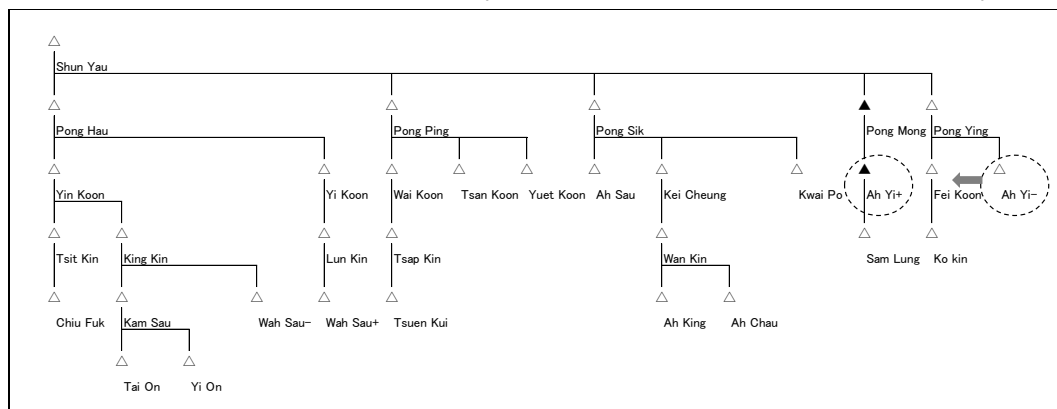 Shun Yau
Pong Hau Pong Ping Pong Sik Pong Mong Pong Ying
Yin Koon Yi Koon Wai Koon Tsan Koon Yuet Koon Ah Sau Kei Cheung Kwai Po Ah Yi+ Fei Koon Ah Yi−
Tsit Kin King Kin Lun Kin Tsap Kin Wan Kin Sam Lung Ko kin
Chiu Fuk Kam Sau Wah Sau− Wah Sau+ Tsuen Kui Ah King Ah Chau
Tai On Yi On